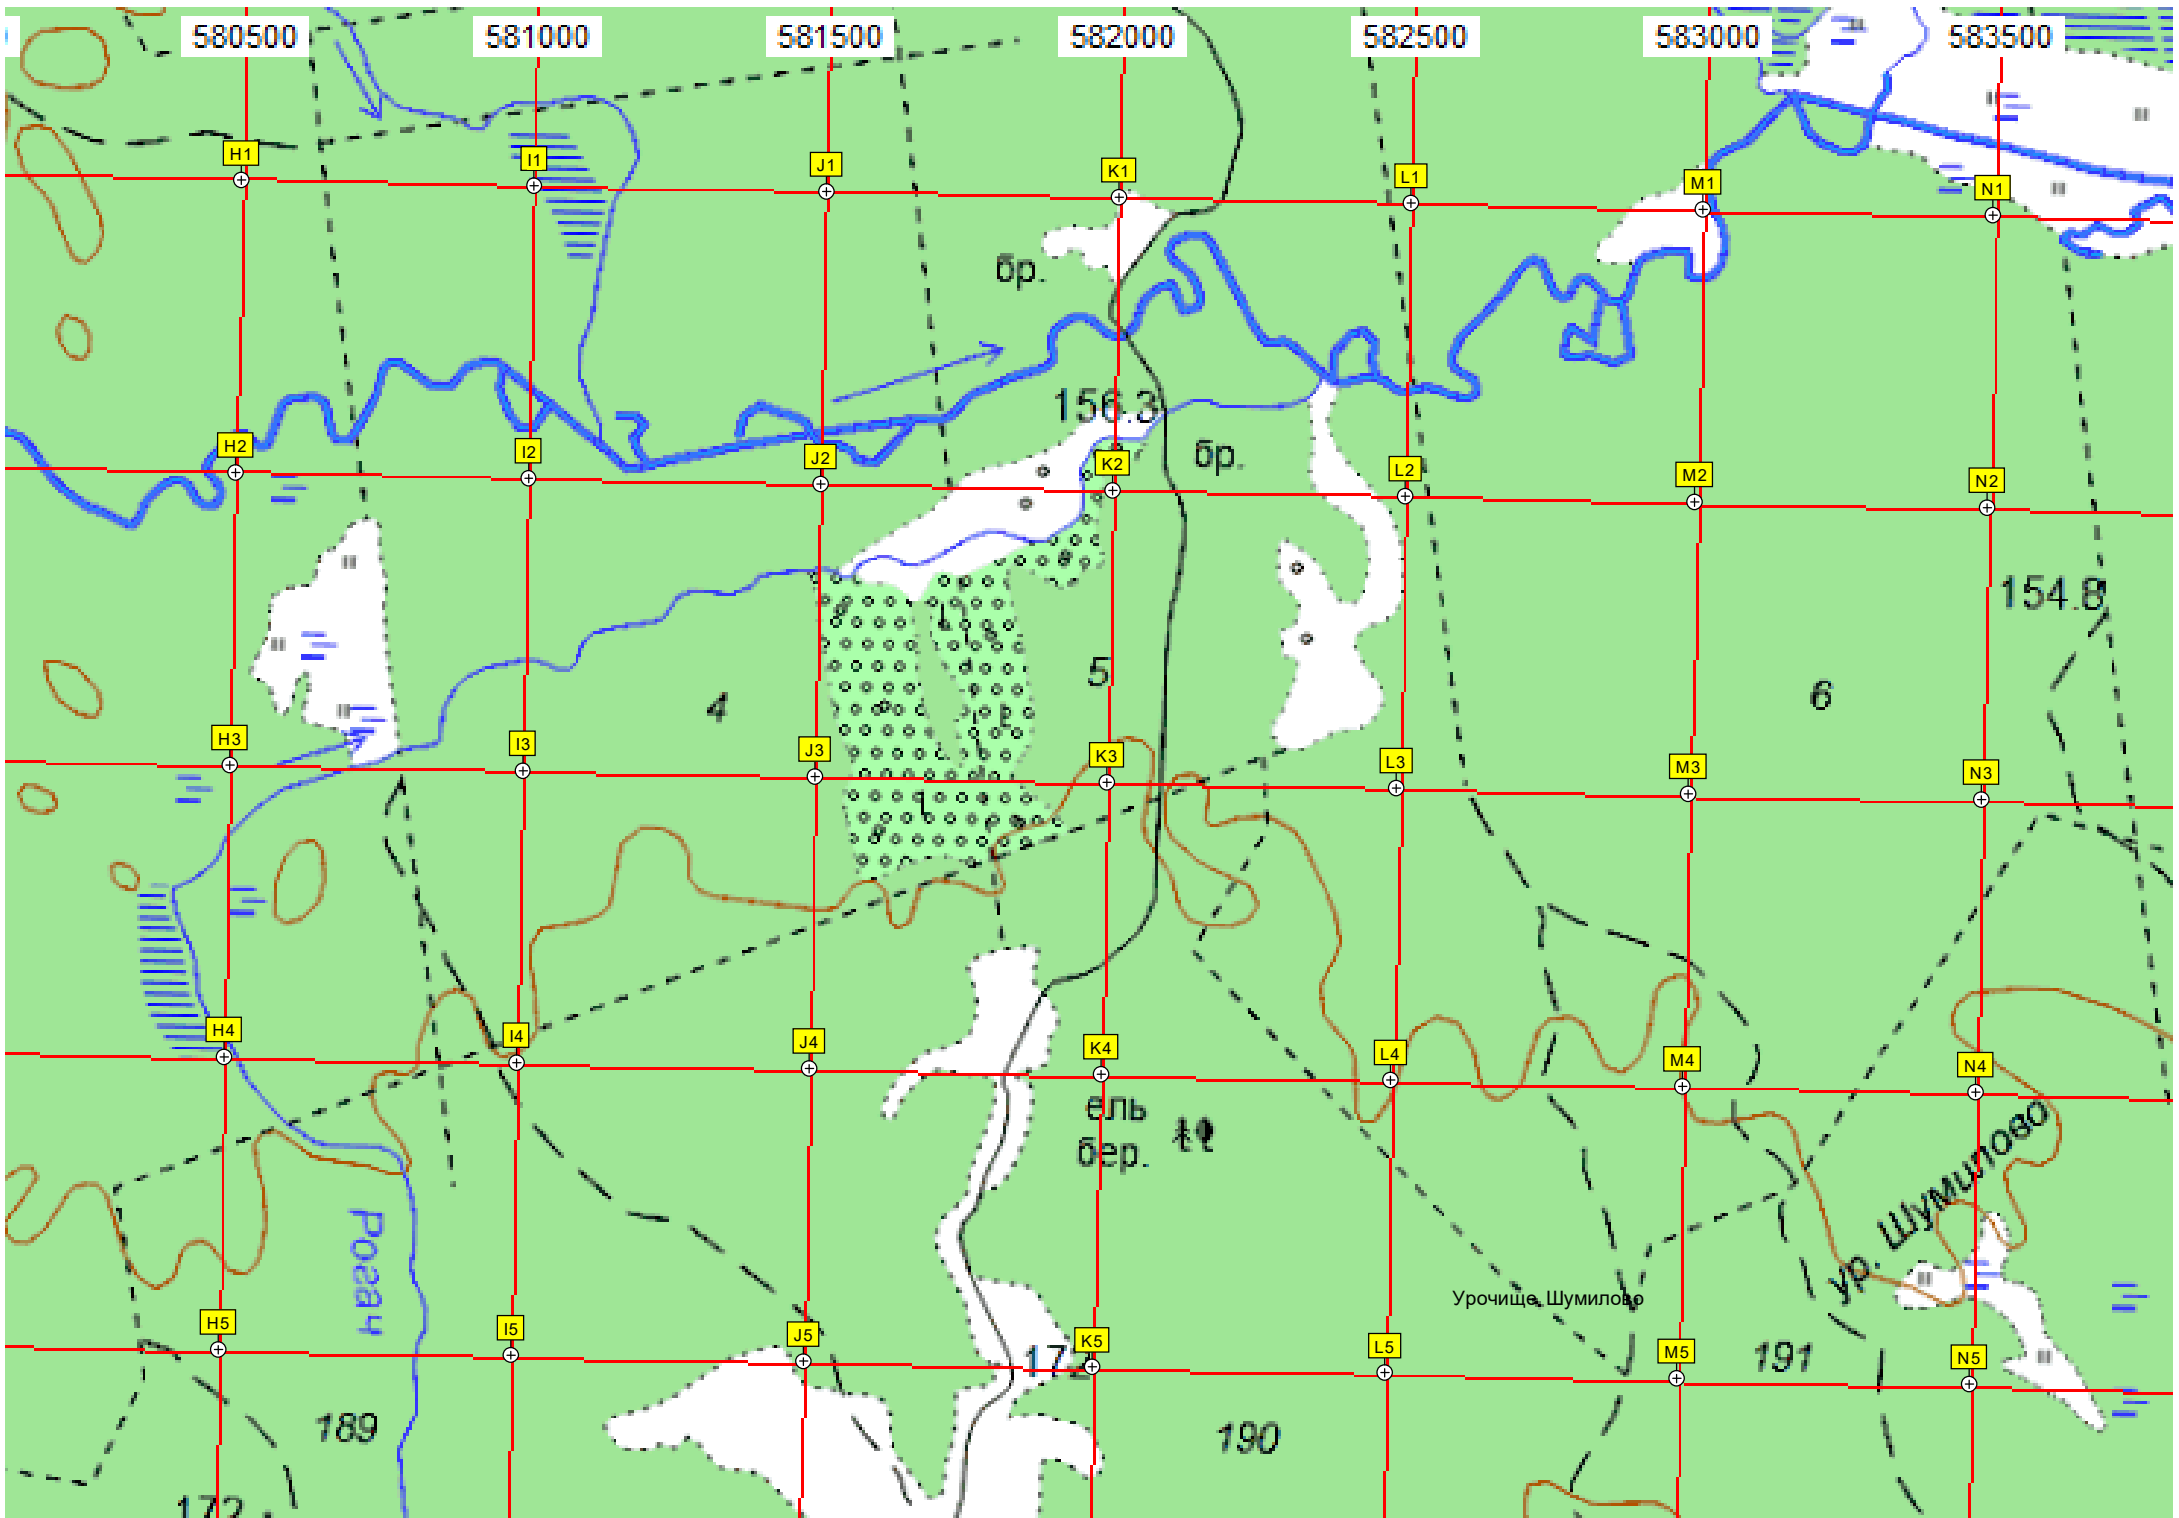 580500 581000 581500 582000 582500 583000 583500
H1 I1 J1 K1 L1 M1 N1
бр.
156.3
бр.
H2 I2 J2 K2 L2 M2 N2
154.8
4 5 6
H3 I3 J3 K3 L3 M3 N3
H4 I4 J4 K4 L4 M4 N4
ель
бер.
ур. Шумилово
Рогач
Урочище Шумилово
H5 I5 J5 K5 L5 M5 N5
172
191
189
190
172